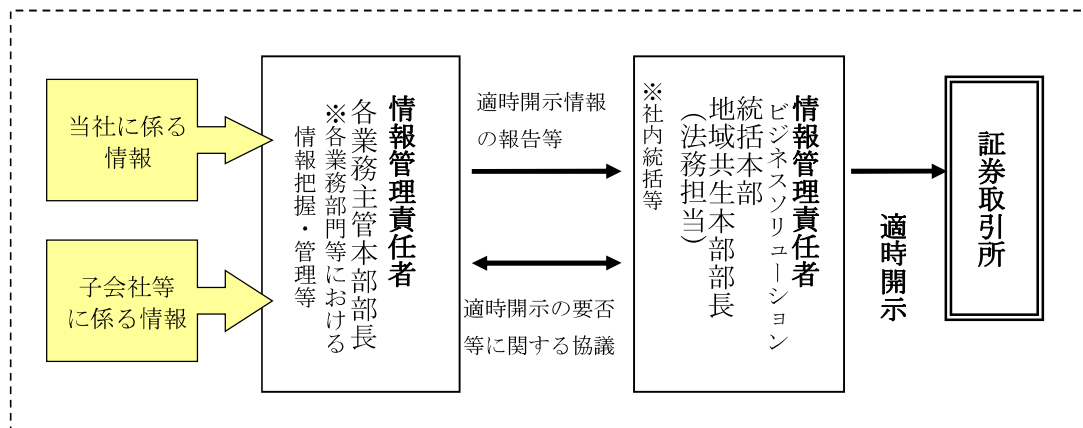 当社に係る
情報
子会社等
に係る情報
情報管理責任者
各業務主管本部部長
※各業務部門等における
情報把握・管理等
適時開示情報
の報告等
適時開示の要否
等に関する協議
情報管理責任者
ビジネスソリューション
統括本部
地域共生本部部長
（法務担当）
※社内統括等
適時開示
証券取引所